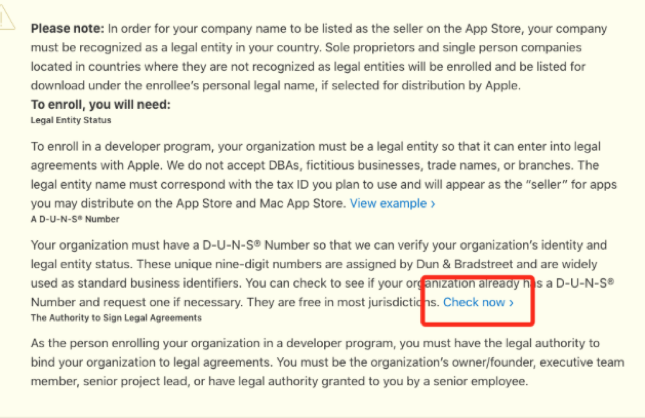 Please note: In order for your company name to be listed as the seller on the App Store, your company
must be recognized as a legal entity in your country. Sole proprietors and single person companies
located in countries where they are not recognized as legal entities will be enrolled and be listed for
download under the enrollee's personal legal name, if selected for distribution by Apple.
To enroll, you will need:
Legal Entity Status
To enroll in a developer program, your organization must be a legal entity so that it can enter into legal
agreements with Apple. We do not accept DBAs, fictitious businesses, trade names, or branches. The
legal entity name must correspond with the tax ID you plan to use and will appear as the “seller” for apps
you may distribute on the App Store and Mac App Store. View example ›
A D-U-N-S® Number
Your organization must have a D-U-N-S® Number so that we can verify your organization's identity and
legal entity status. These unique nine-digit numbers are assigned by Dun & Bradstreet and are widely
used as standard business identifiers. You can check to see if your organization already has a D-U-N-S®
Number and request one if necessary. They are free in most jurisdictions. Check now ›
The Authority to Sign Legal Agreements
As the person enrolling your organization in a developer program, you must have the legal authority to
bind your organization to legal agreements. You must be the organization's owner/founder, executive team
member, senior project lead, or have legal authority granted to you by a senior employee.